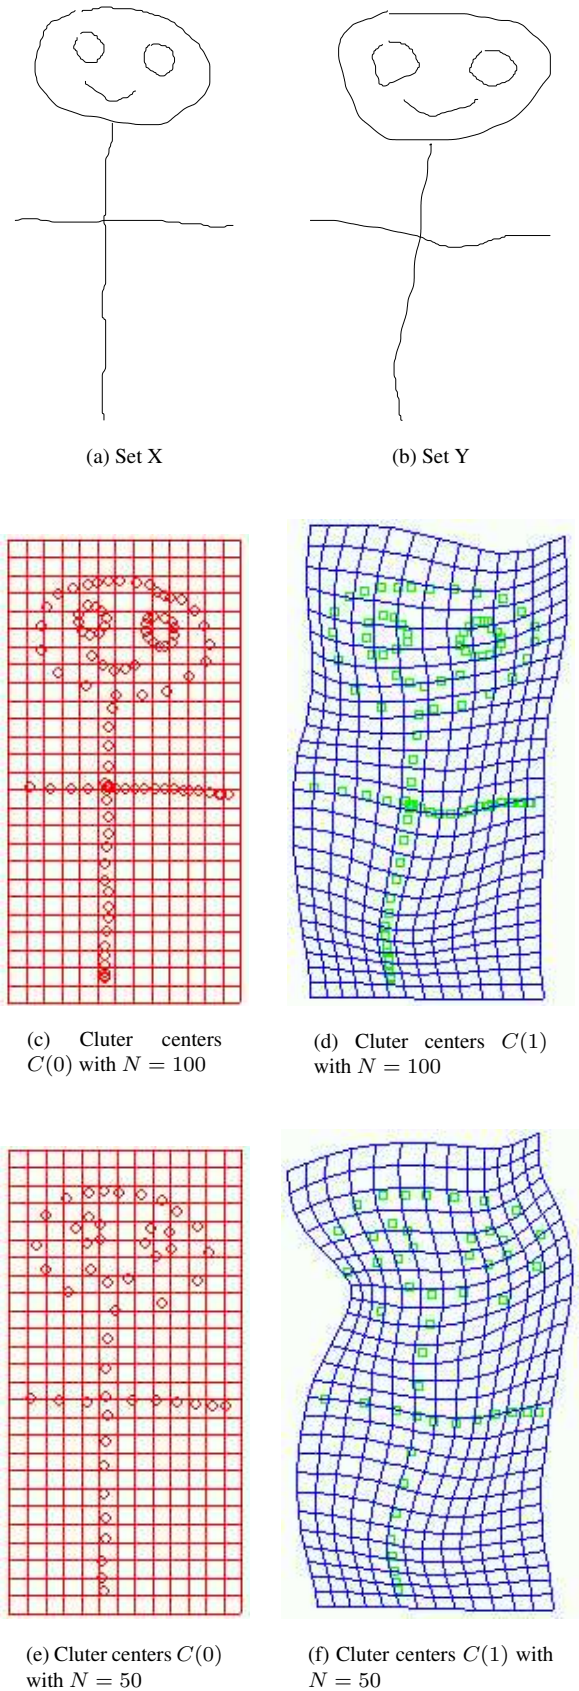 (a) Set X
(b) Set Y
(c) Cluter centers
C(0) with N = 100
(d) Cluter centers C(1)
with N = 100
(e) Cluter centers C(0)
with N = 50
(f) Cluter centers C(1) with
N = 50